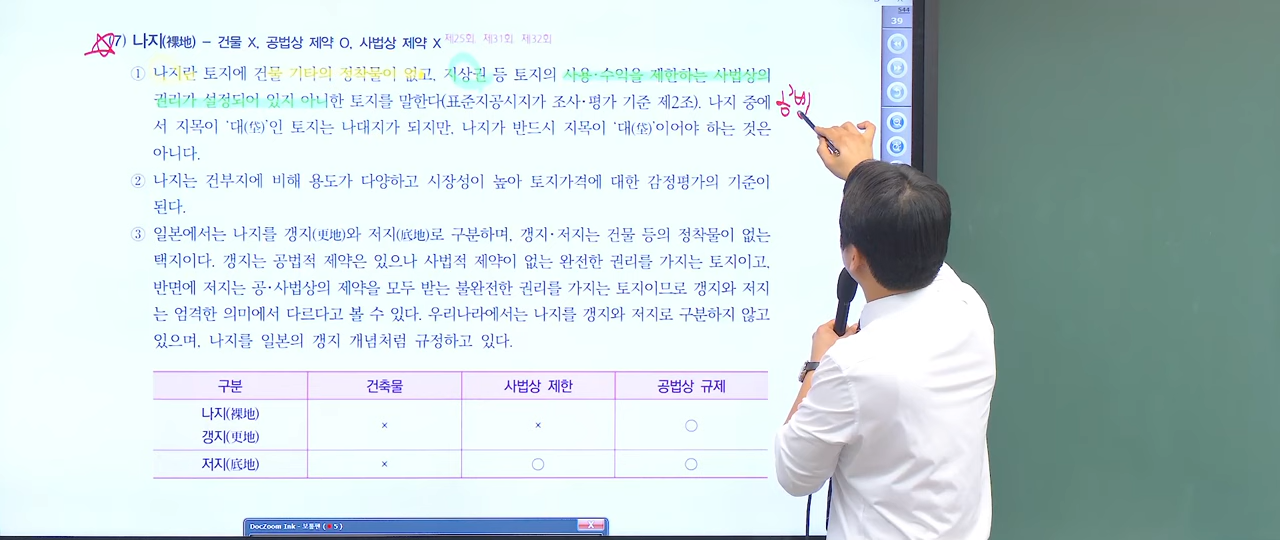 (7) 나지(裸地) - 건물 X, 공법상 제약 O, 사법상 제약 X 제25회 제31회 제32회
① 나지란 토지에 건물 기타의 정착물이 없고, 지상권 등 토지의 사용·수익을 제한하는 사법상의
권리가 설정되어 있지 아니한 토지를 말한다(표준지공시지가 조사·평가 기준 제2조). 나지 중에
서 지목이 '대(垈)'인 토지는 나대지가 되지만, 나지가 반드시 지목이 '대(垈)'이어야 하는 것은
아니다.
② 나지는 건부지에 비해 용도가 다양하고 시장성이 높아 토지가격에 대한 감정평가의 기준이
된다.
③ 일본에서는 나지를 갱지(更地)와 저지(底地)로 구분하며, 갱지·저지는 건물 등의 정착물이 없는
택지이다. 갱지는 공법적 제약은 있으나 사법적 제약이 없는 완전한 권리를 가지는 토지이고,
반면에 저지는 공·사법상의 제약을 모두 받는 불완전한 권리를 가지는 토지이므로 갱지와 저지
는 엄격한 의미에서 다르다고 볼 수 있다. 우리나라에서는 나지를 갱지와 저지로 구분하지 않고
있으며, 나지를 일본의 갱지 개념처럼 규정하고 있다.
구분 건축물 사법상 제한 공법상 규제
나지(裸地)
갱지(更地) × × ○
저지(底地) × ○ ○
DocZoom Ink - 보통펜 ( 5 ) X
544
39